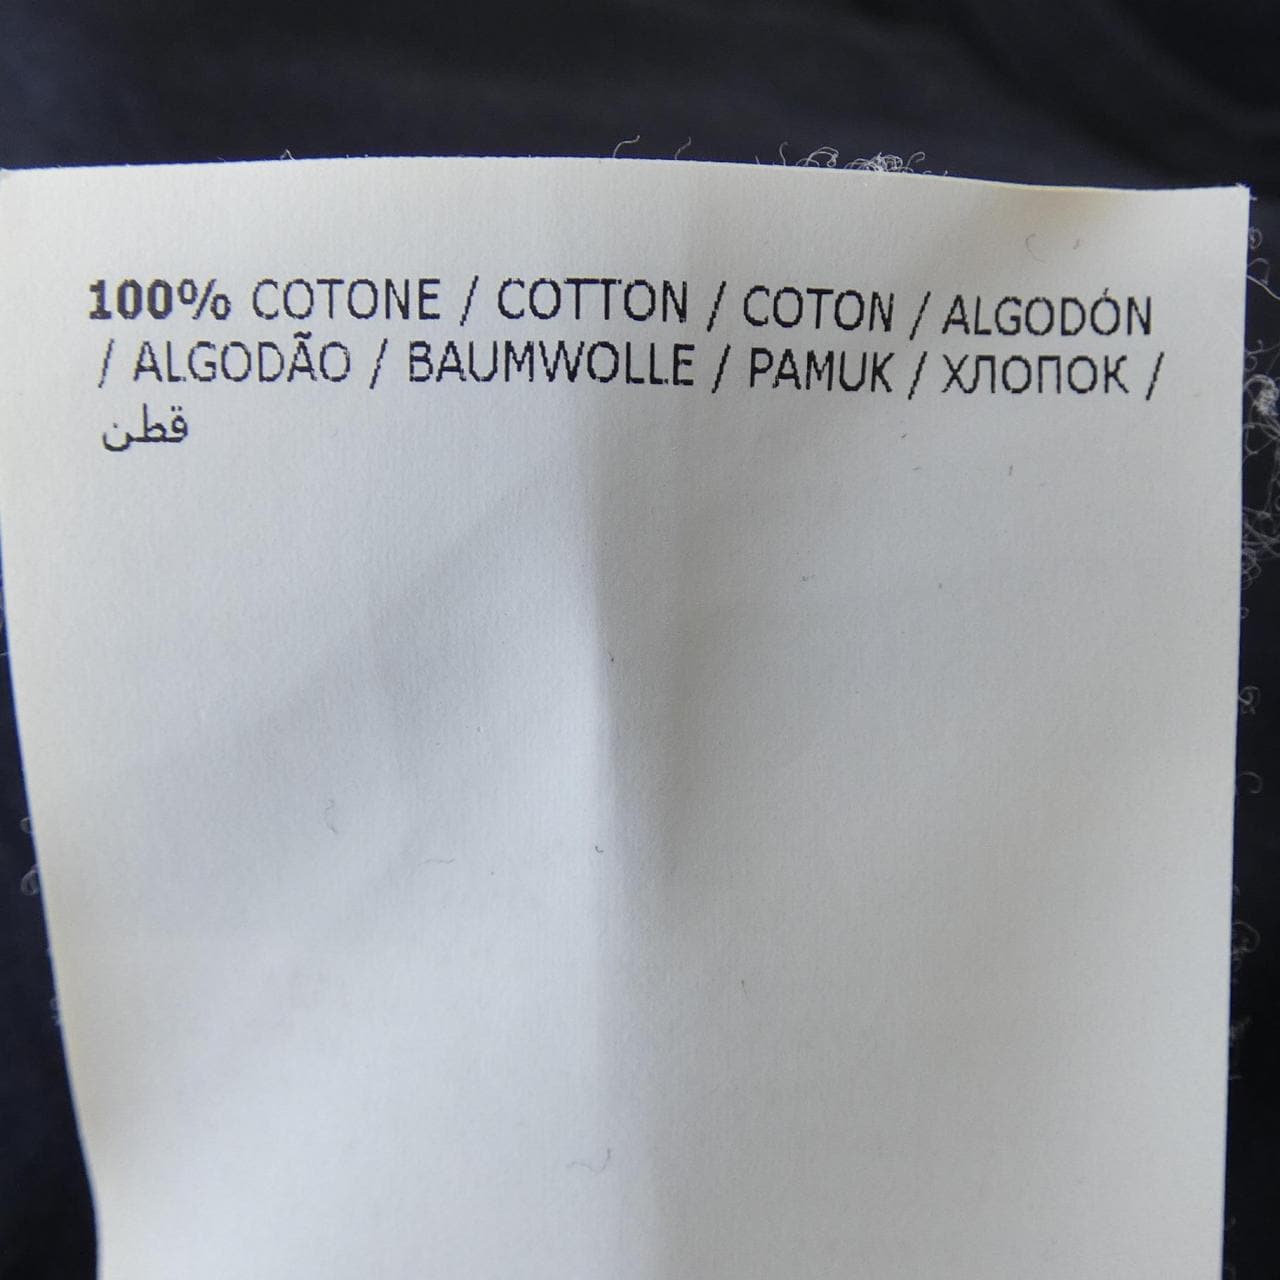 100% COTONE / COTTON / COTON / ALGODÓN
/ ALGODÃO / BAUMWOLLE / PAMUK / ХЛОПОК /
قطن